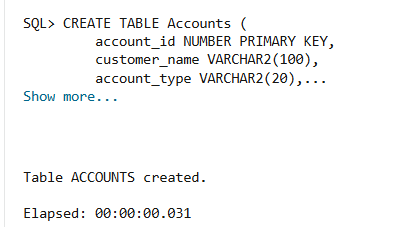 SQL> CREATE TABLE Accounts (
account_id NUMBER PRIMARY KEY,
customer_name VARCHAR2(100),
account_type VARCHAR2(20),...
Show more...
Table ACCOUNTS created.
Elapsed: 00:00:00.031